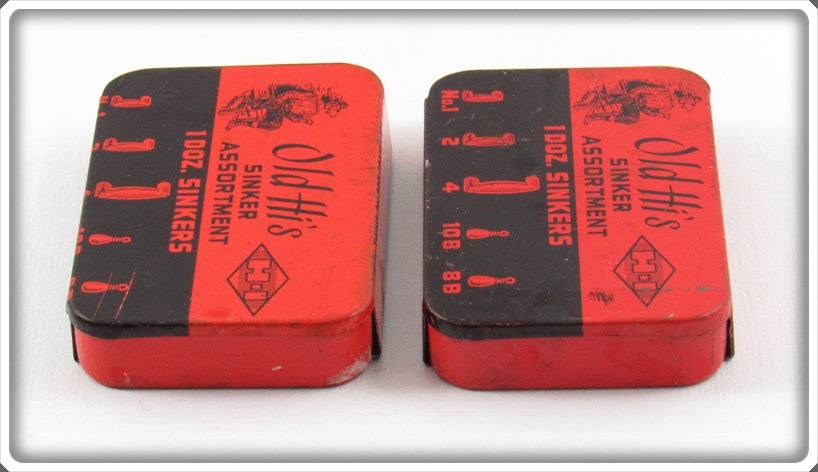 Old Hi's
SINKER
ASSORTMENT
1 DOZ. SINKERS
H-I
Old Hi's
SINKER
ASSORTMENT
1 DOZ. SINKERS
No.1
2
4
10B
8B
H-I